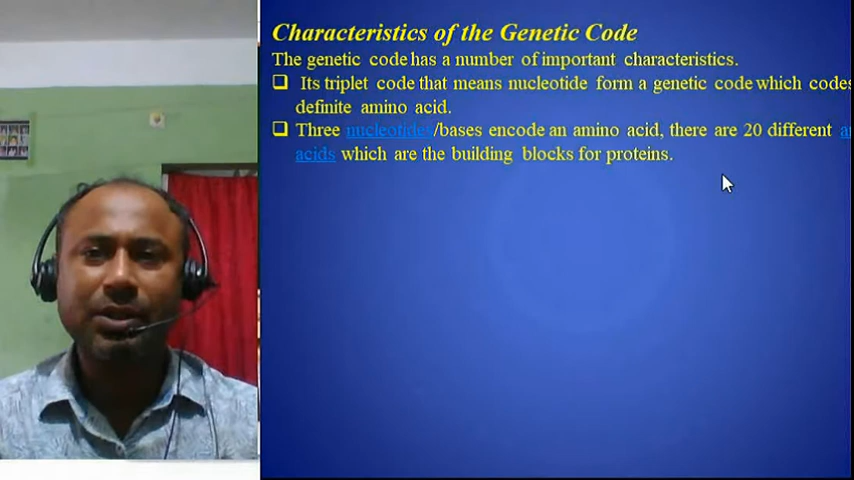 Characteristics of the Genetic Code
The genetic code has a number of important characteristics.
Its triplet code that means nucleotide form a genetic code which codes
definite amino acid.
Three nucleotides/bases encode an amino acid, there are 20 different
acids which are the building blocks for proteins.